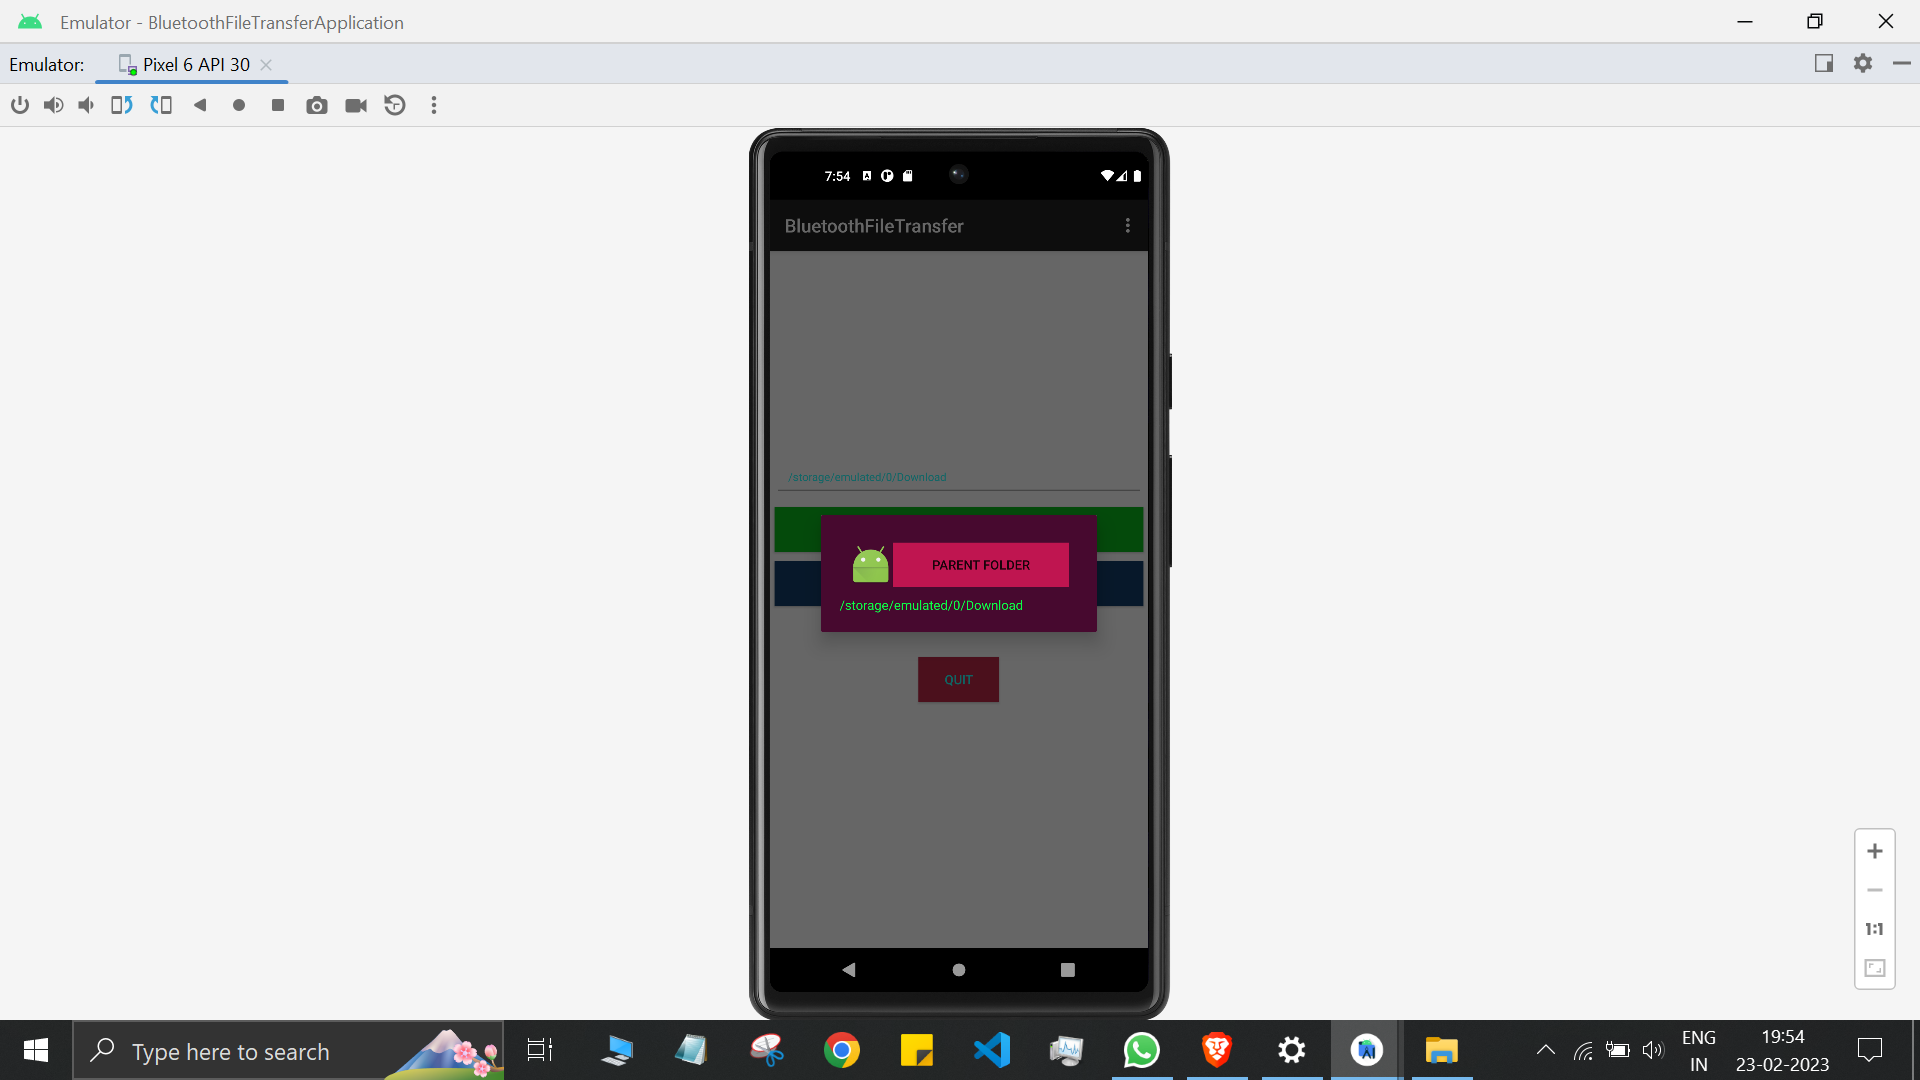 Emulator - BluetoothFileTransferApplication
Emulator:
Pixel 6 API 30
7:54
BluetoothFileTransfer
/storage/emulated/0/Download
PARENT FOLDER
/storage/emulated/0/Download
QUIT
1:1
Type here to search
ENG
IN
19:54
23-02-2023